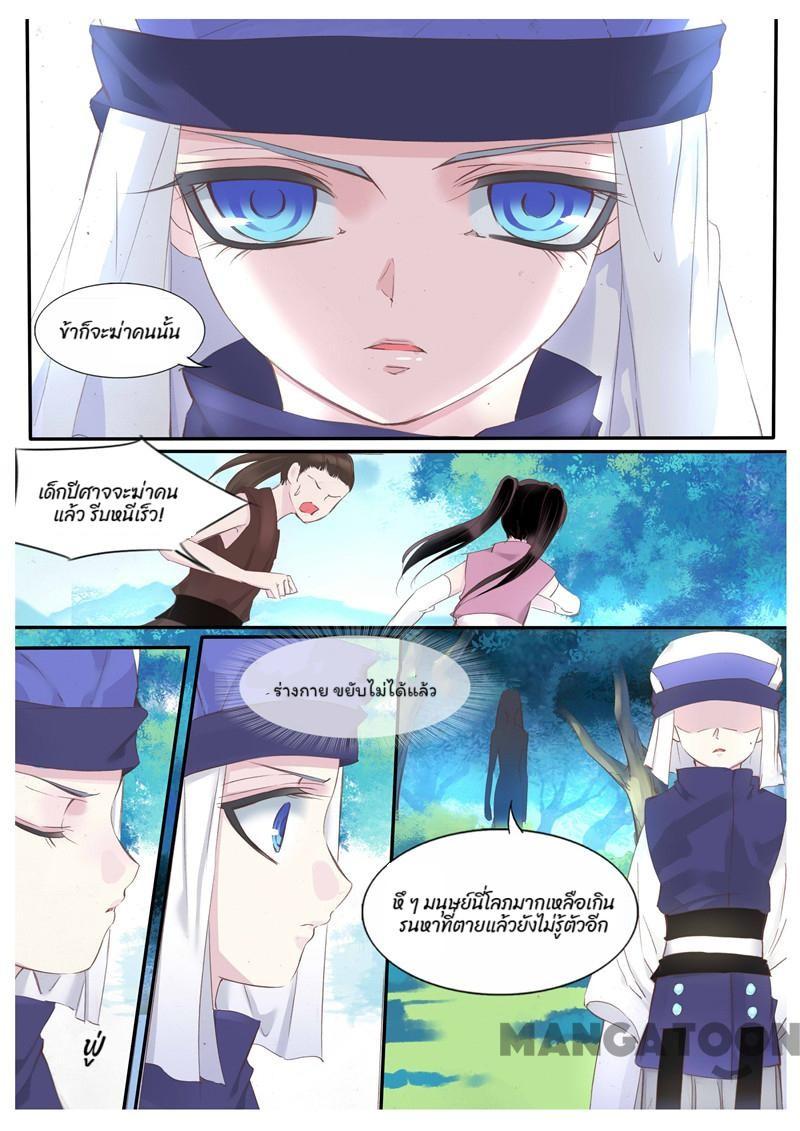 ข้าก็จะฆ่าคนนั้น
เด็กปีศาจจะฆ่าคน
แล้ว รีบหนีเร็ว!
ร่างกาย ขยับไม่ได้แล้ว
หึ ๆ มนุษย์นี่โลภมากเหลือเกิน
รนหาที่ตายแล้วยังไม่รู้ตัวอีก
ฟู่
MANGATOON